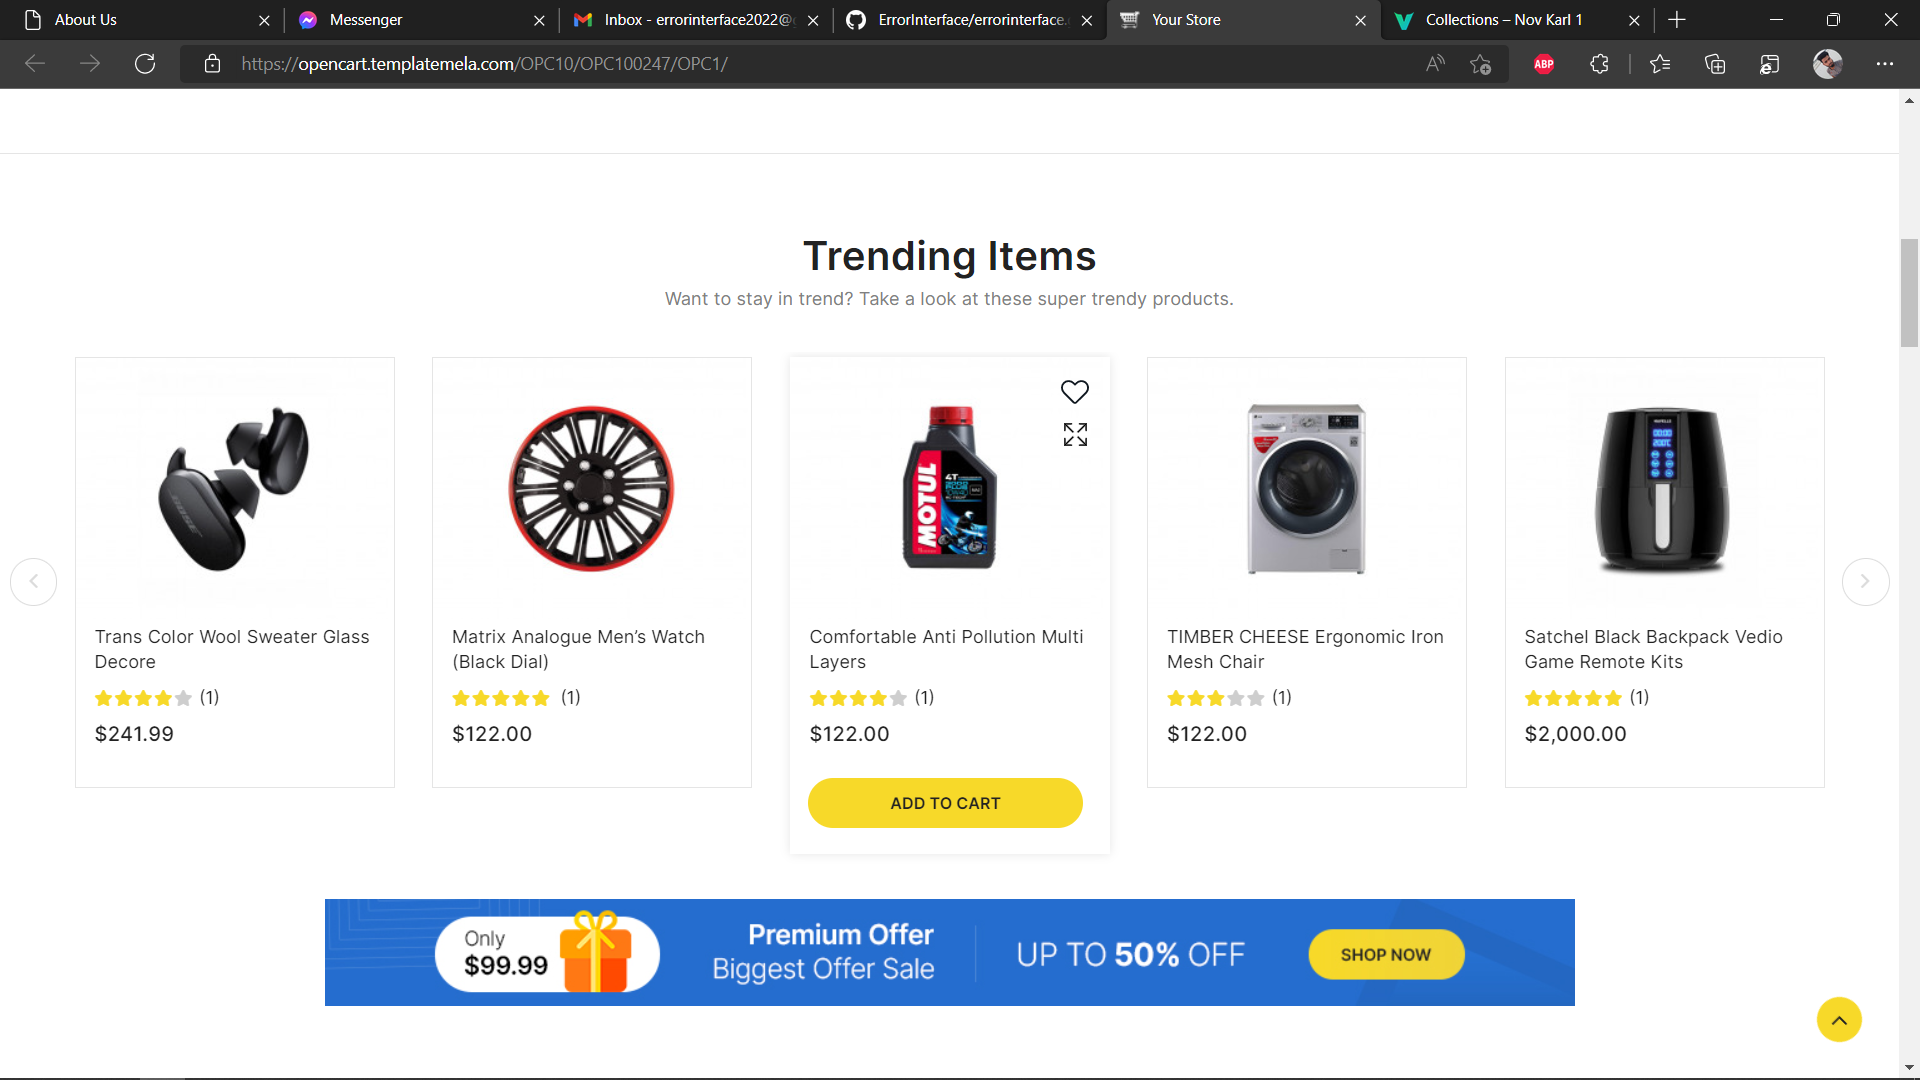 About Us
Messenger
Inbox - errorinterface2022@
ErrorInterface/errorinterface.
Your Store
Collections – Nov Karl 1
https://opencart.templatemela.com/OPC10/OPC100247/OPC1/
ABP
Trending Items
Want to stay in trend? Take a look at these super trendy products.
MOTUL
4T
Trans Color Wool Sweater Glass
Decore
(1)
$241.99
Matrix Analogue Men's Watch
(Black Dial)
(1)
$122.00
Comfortable Anti Pollution Multi
Layers
(1)
$122.00
ADD TO CART
TIMBER CHEESE Ergonomic Iron
Mesh Chair
(1)
$122.00
Satchel Black Backpack Vedio
Game Remote Kits
(1)
$2,000.00
Only
$99.99
Premium Offer
Biggest Offer Sale
UP TO 50% OFF
SHOP NOW